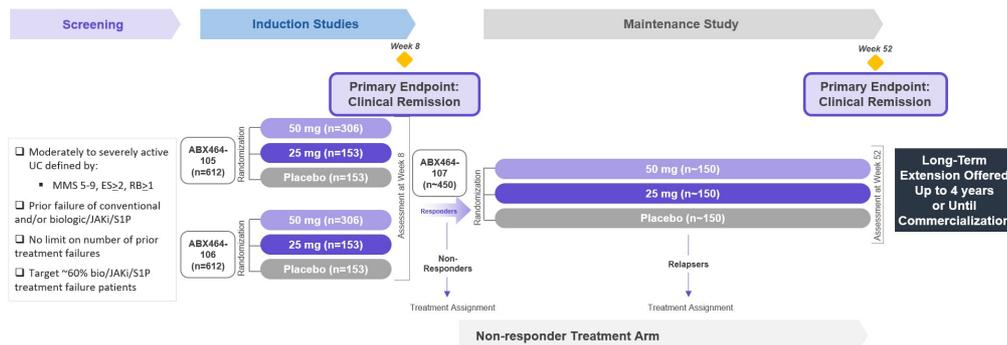 Screening
Induction Studies
Maintenance Study
Week 8
Week 52
Primary Endpoint:
Clinical Remission
Primary Endpoint:
Clinical Remission
❑ Moderately to severely active
UC defined by:
▪ MMS 5-9, ES≥2, RB≥1
❑ Prior failure of conventional
and/or biologic/JAKi/S1P
❑ No limit on number of prior
treatment failures
❑ Target ~60% bio/JAKi/S1P
treatment failure patients
ABX464-
105
(n=612)
Randomization
50 mg (n=306)
25 mg (n=153)
Placebo (n=153)
ABX464-
106
(n=612)
Randomization
50 mg (n=306)
25 mg (n=153)
Placebo (n=153)
Assessment at Week 8
ABX464-
107
(n~450)
Responders
Randomization
50 mg (n~150)
25 mg (n~150)
Placebo (n~150)
Assessment at Week 52
Long-Term
Extension Offered
Up to 4 years
or Until
Commercialization
Non-
Responders
Treatment Assignment
Relapsers
Treatment Assignment
Non-responder Treatment Arm